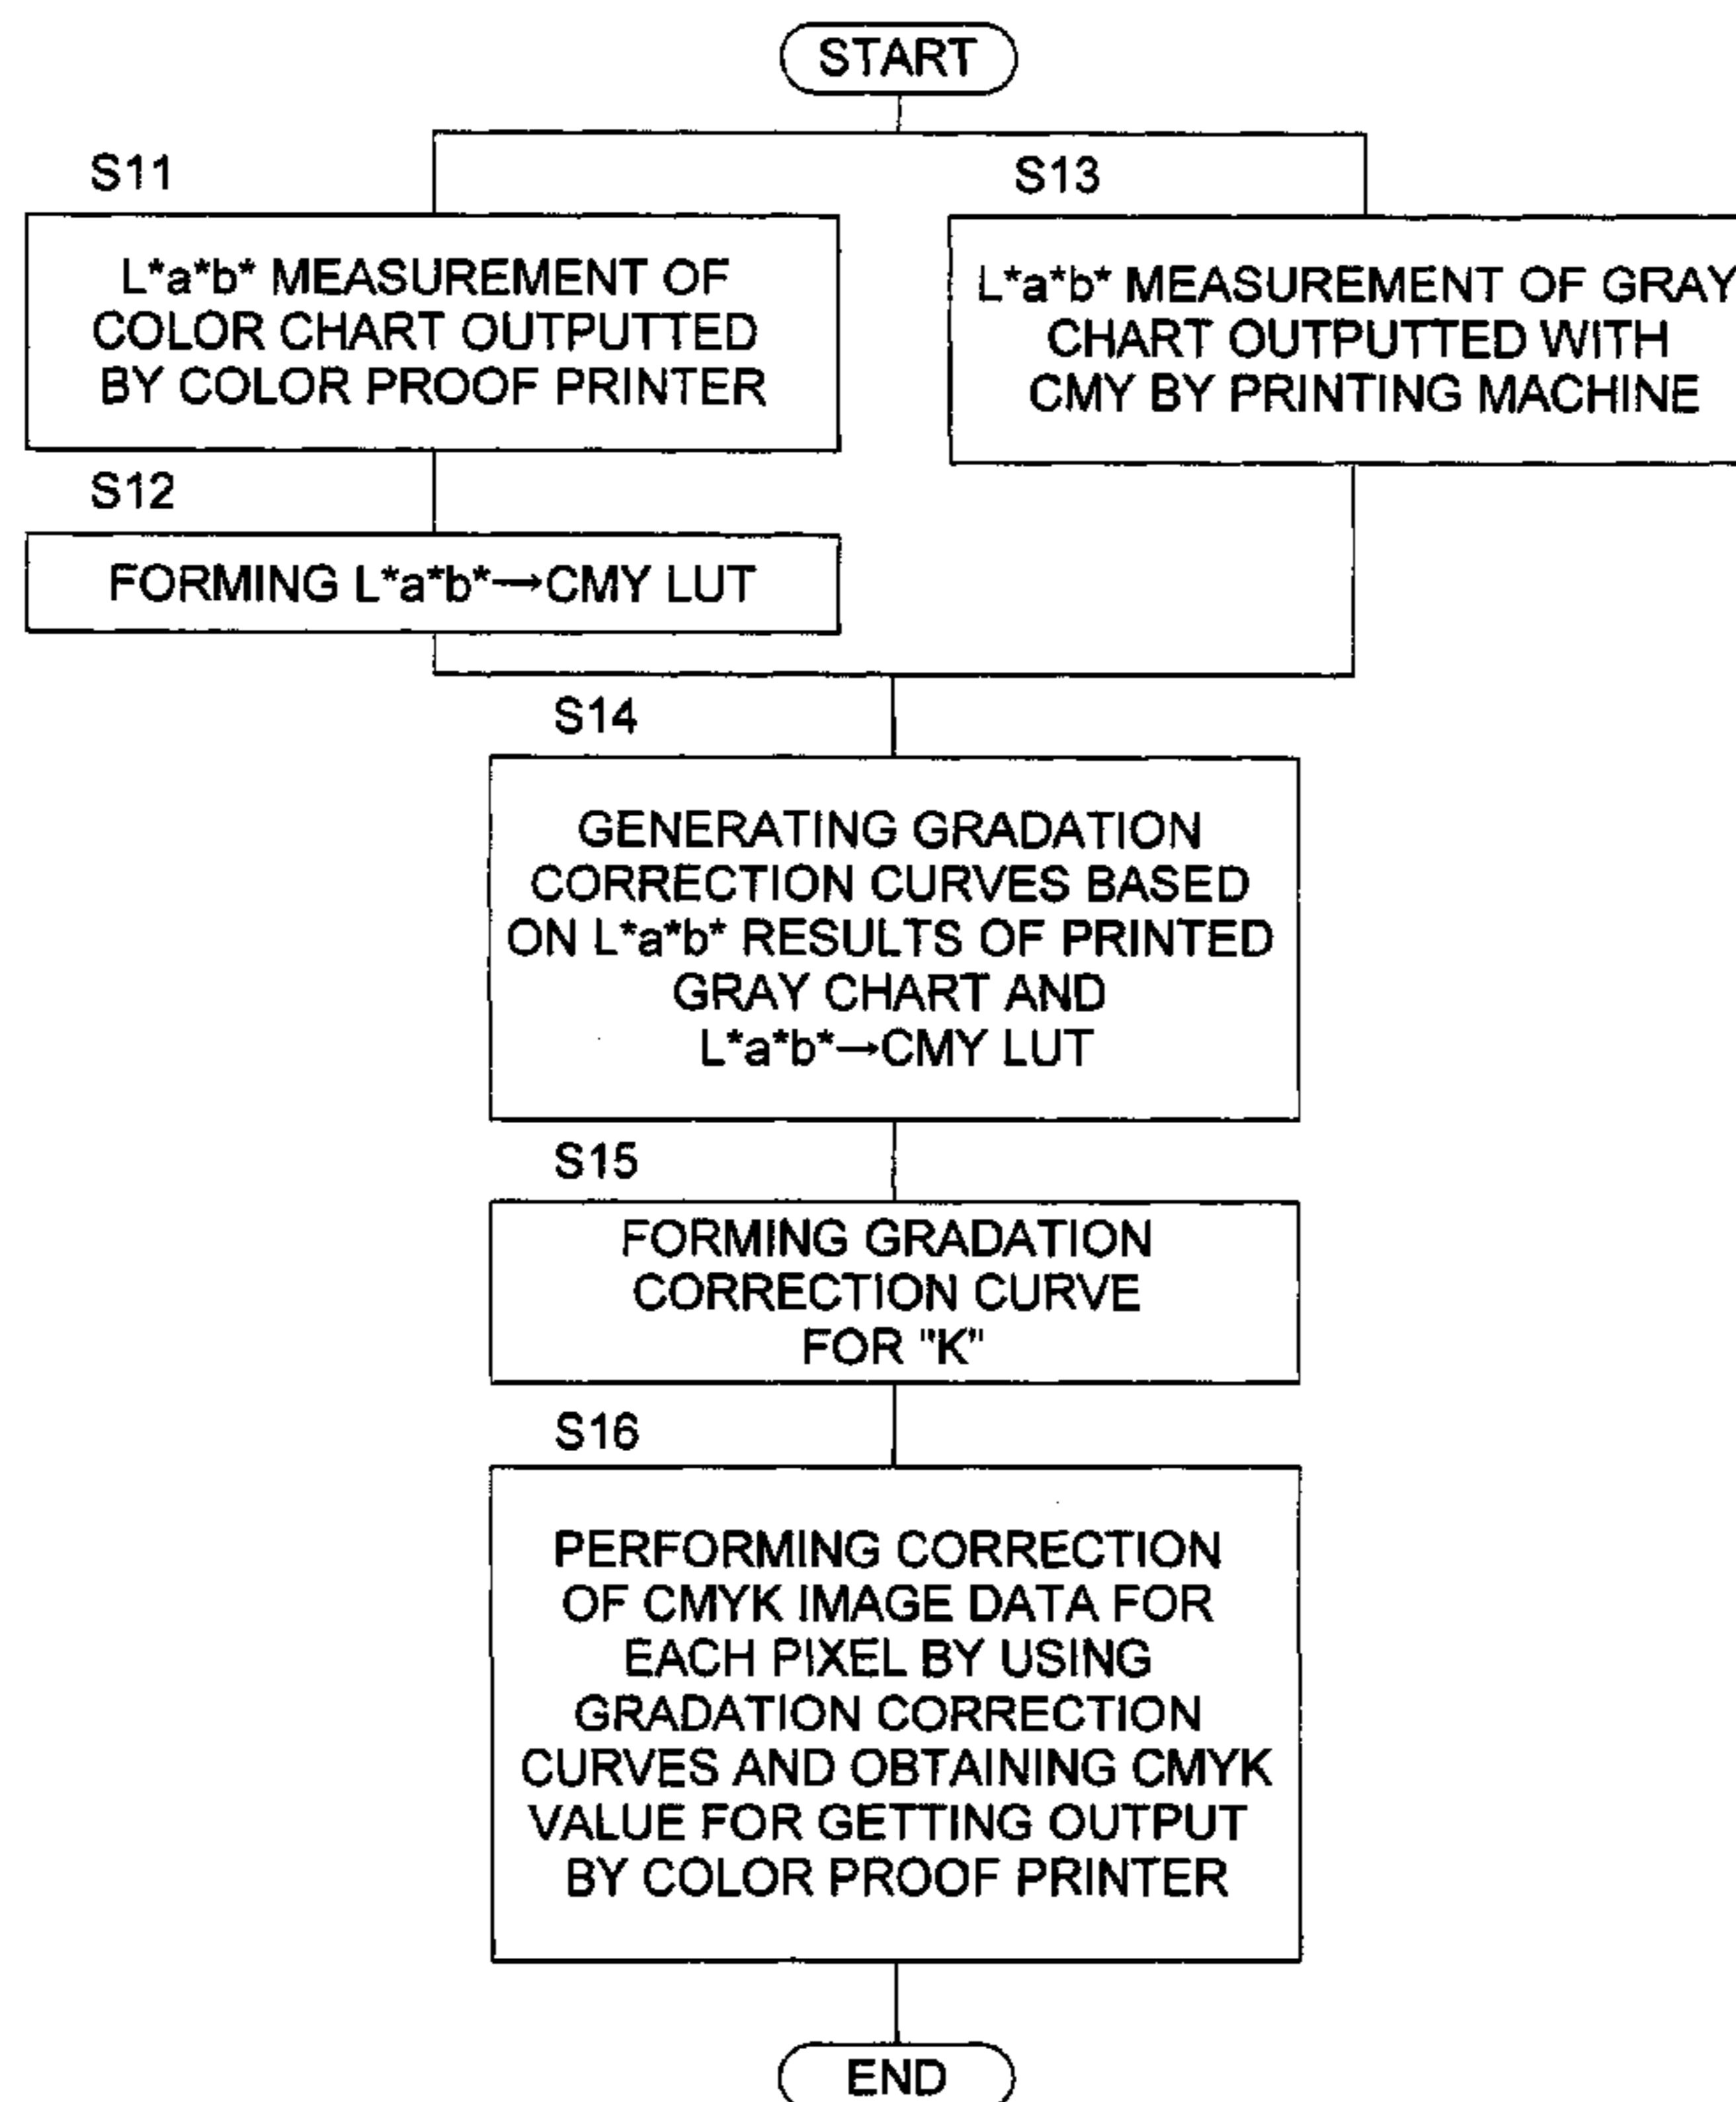 START
S11
L*a*b* MEASUREMENT OF
COLOR CHART OUTPUTTED
BY COLOR PROOF PRINTER
S13
L*a*b* MEASUREMENT OF GRAY
CHART OUTPUTTED WITH
CMY BY PRINTING MACHINE
S12
FORMING L*a*b*→CMY LUT
S14
GENERATING GRADATION
CORRECTION CURVES BASED
ON L*a*b* RESULTS OF PRINTED
GRAY CHART AND
L*a*b*→CMY LUT
S15
FORMING GRADATION
CORRECTION CURVE
FOR "K"
S16
PERFORMING CORRECTION
OF CMYK IMAGE DATA FOR
EACH PIXEL BY USING
GRADATION CORRECTION
CURVES AND OBTAINING CMYK
VALUE FOR GETTING OUTPUT
BY COLOR PROOF PRINTER
END